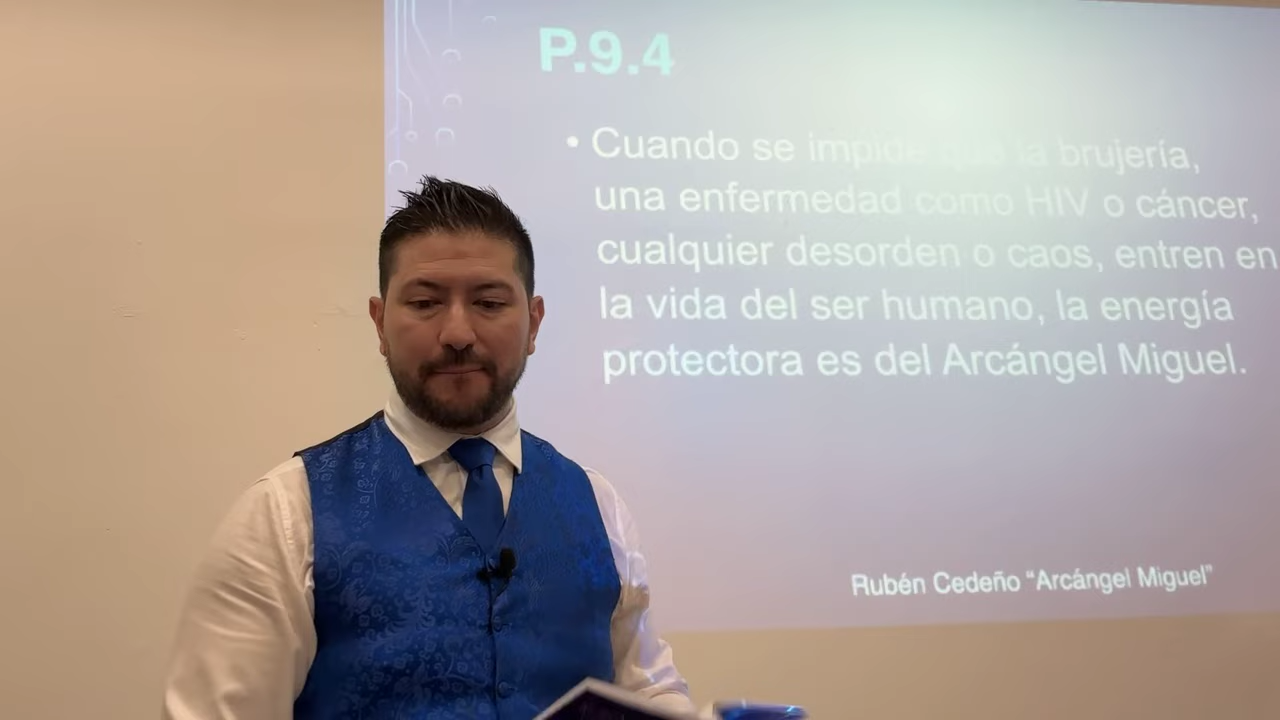 P.9.4
• Cuando se impide que la brujería,
una enfermedad como HIV o cáncer,
cualquier desorden o caos, entren en
la vida del ser humano, la energía
protectora es del Arcángel Miguel.
Rubén Cedeño “Arcángel Miguel”